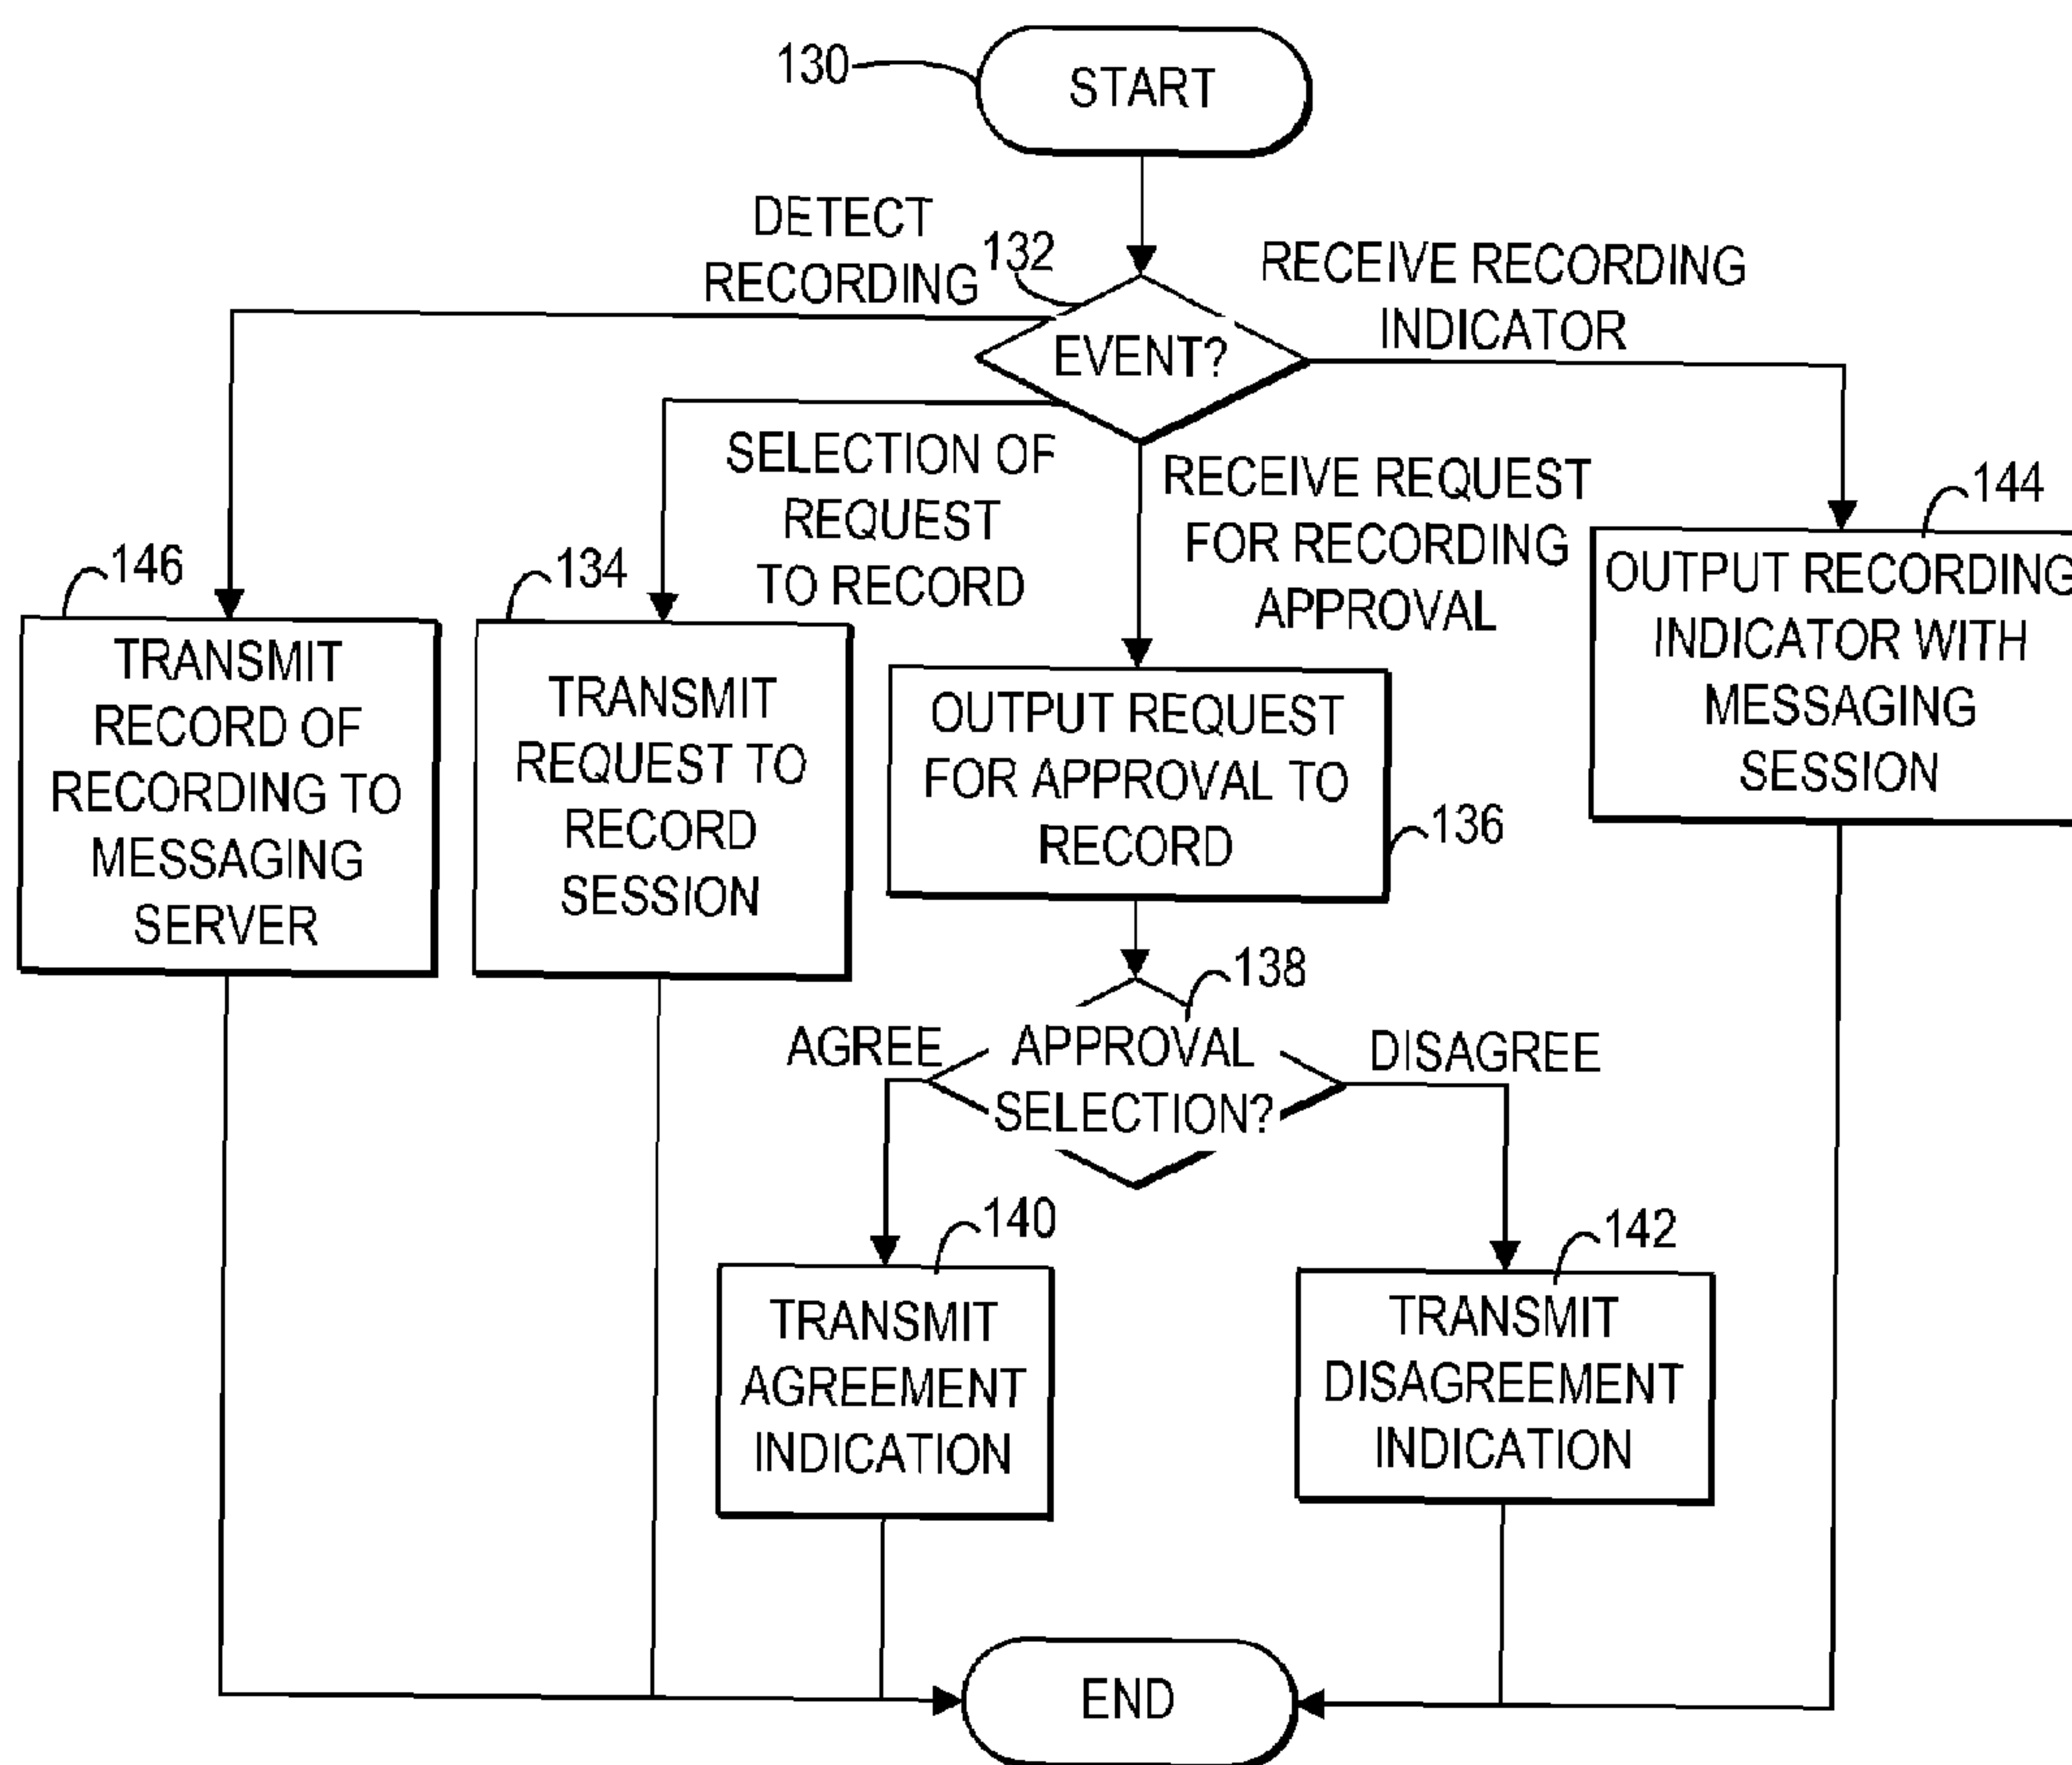 130
START
DETECT
RECORDING
132
RECEIVE RECORDING
INDICATOR
EVENT?
SELECTION OF
REQUEST
TO RECORD
RECEIVE REQUEST
FOR RECORDING
APPROVAL
146
TRANSMIT
RECORD OF
RECORDING TO
MESSAGING
SERVER
134
TRANSMIT
REQUEST TO
RECORD
SESSION
OUTPUT REQUEST
FOR APPROVAL TO
RECORD
136
144
OUTPUT RECORDING
INDICATOR WITH
MESSAGING
SESSION
138
AGREE
APPROVAL
SELECTION?
DISAGREE
140
TRANSMIT
AGREEMENT
INDICATION
142
TRANSMIT
DISAGREEMENT
INDICATION
END